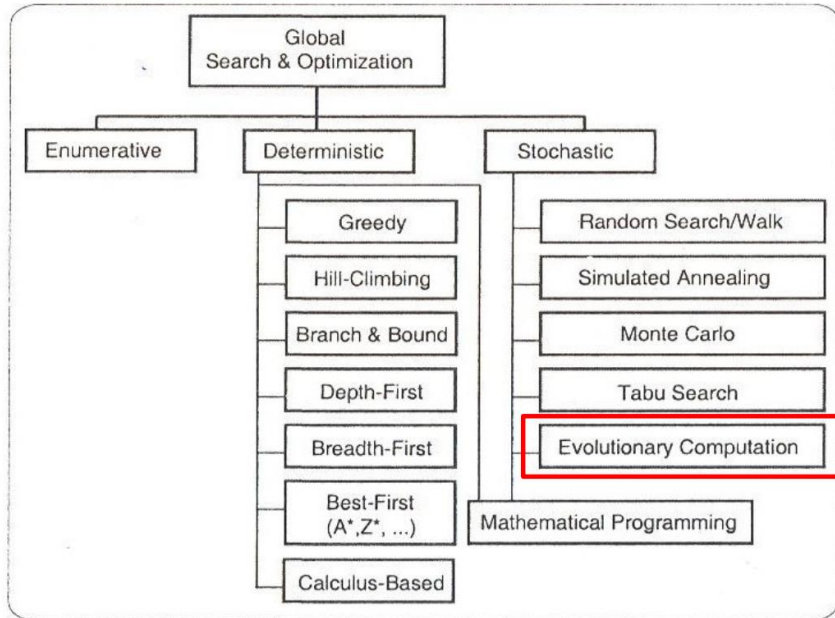 Global
Search & Optimization
Enumerative
Deterministic
Stochastic
Greedy
Hill-Climbing
Branch & Bound
Depth-First
Breadth-First
Best-First
(A*,Z*, ...)
Calculus-Based
Random Search/Walk
Simulated Annealing
Monte Carlo
Tabu Search
Evolutionary Computation
Mathematical Programming